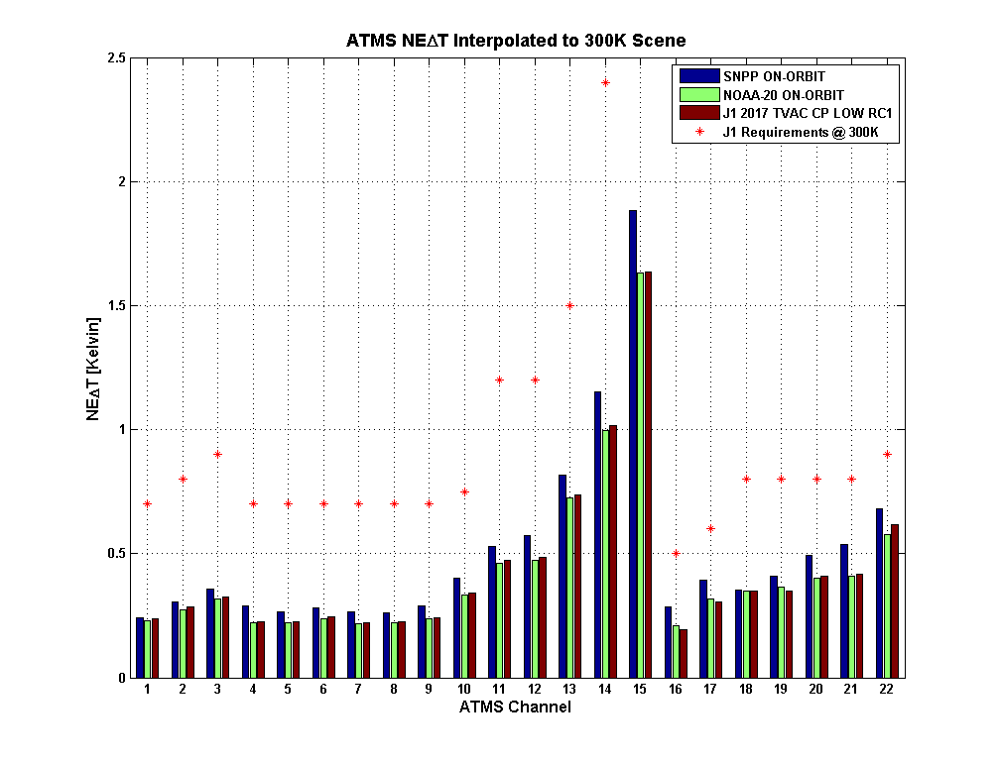 ATMS NEΔT Interpolated to 300K Scene
SNPP ON-ORBIT
NOAA-20 ON-ORBIT
J1 2017 TVAC CP LOW RC1
J1 Requirements @ 300K
NEΔT [Kelvin]
2.5
2
1.5
1
0.5
0
1 2 3 4 5 6 7 8 9 10 11 12 13 14 15 16 17 18 19 20 21 22
ATMS Channel